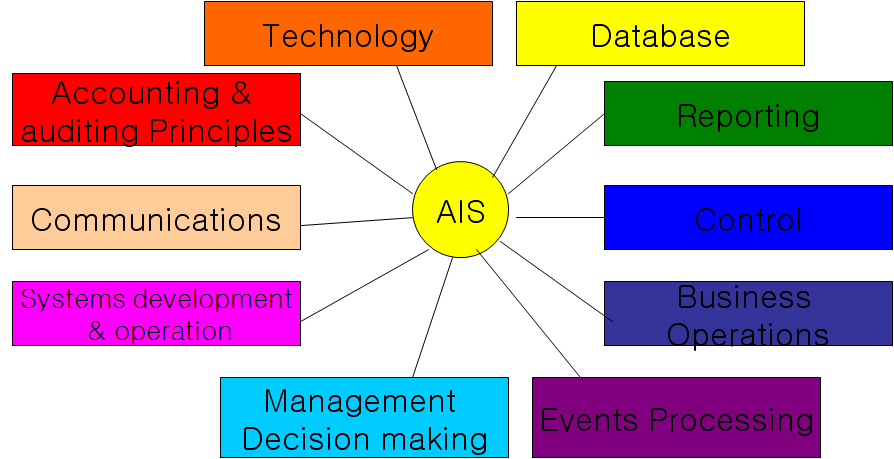 Technology
Database
Accounting &
auditing Principles
Reporting
Communications
AIS
Control
Systems development
& operation
Business
Operations
Management
Decision making
Events Processing